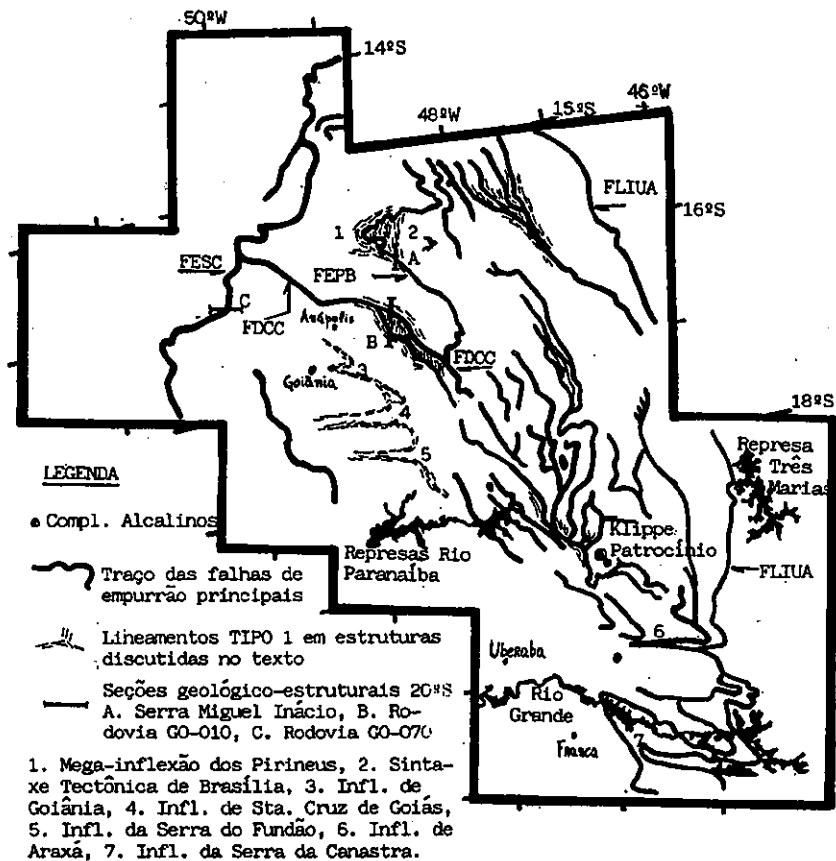 50ºW
14ºS
48ºW
15ºS
46ºW
FLIUA
16ºS
1
2
A
FESC
FEPB
C
FDCC
Anápolis
B
FDCC
3
Goiânia
4
18ºS
5
Represa
Três
Marias
LEGENDA
Compl. Alcalinos
Klippe
Patrocínio
Represas Rio
Paranaíba
FLIUA
Traço das falhas de
empurrão principais
Lineamentos TIPO 1 em estruturas
discutidas no texto
6
Uberaba
Seções geológico-estruturais
20ºS
A. Serra Miguel Inácio, B. Ro-
dovia GO-010, C. Rodovia GO-070
Rio
Grande
Franca
7
1. Mega-inflexão dos Pirineus, 2. Sinta-
xe Tectônica de Brasília, 3. Infl. de
Goiânia, 4. Infl. de Sta. Cruz de Goiás,
5. Infl. da Serra do Fundão, 6. Infl. de
Araxá, 7. Infl. da Serra da Canastra.